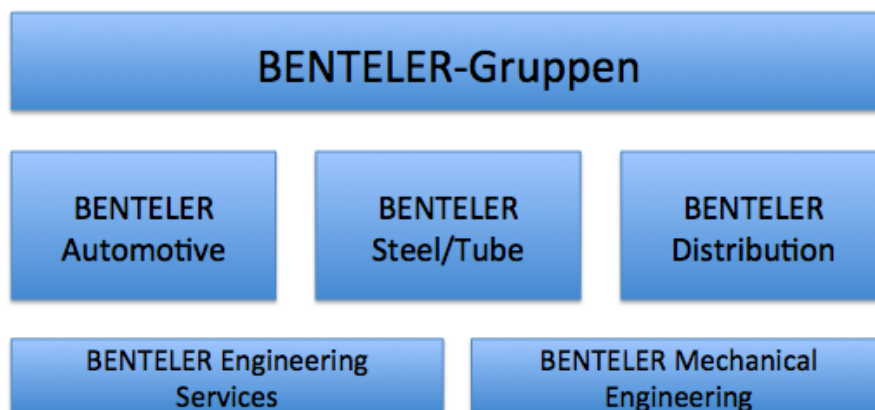 BENTELER-Gruppen
BENTELER
Automotive
BENTELER
Steel/Tube
BENTELER
Distribution
BENTELER Engineering
Services
BENTELER Mechanical
Engineering